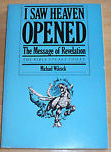 I SAW HEAVEN
OPENED
The Message of Revelation
THE BIBLE SPEAKS TODAY
Michael Wilcock